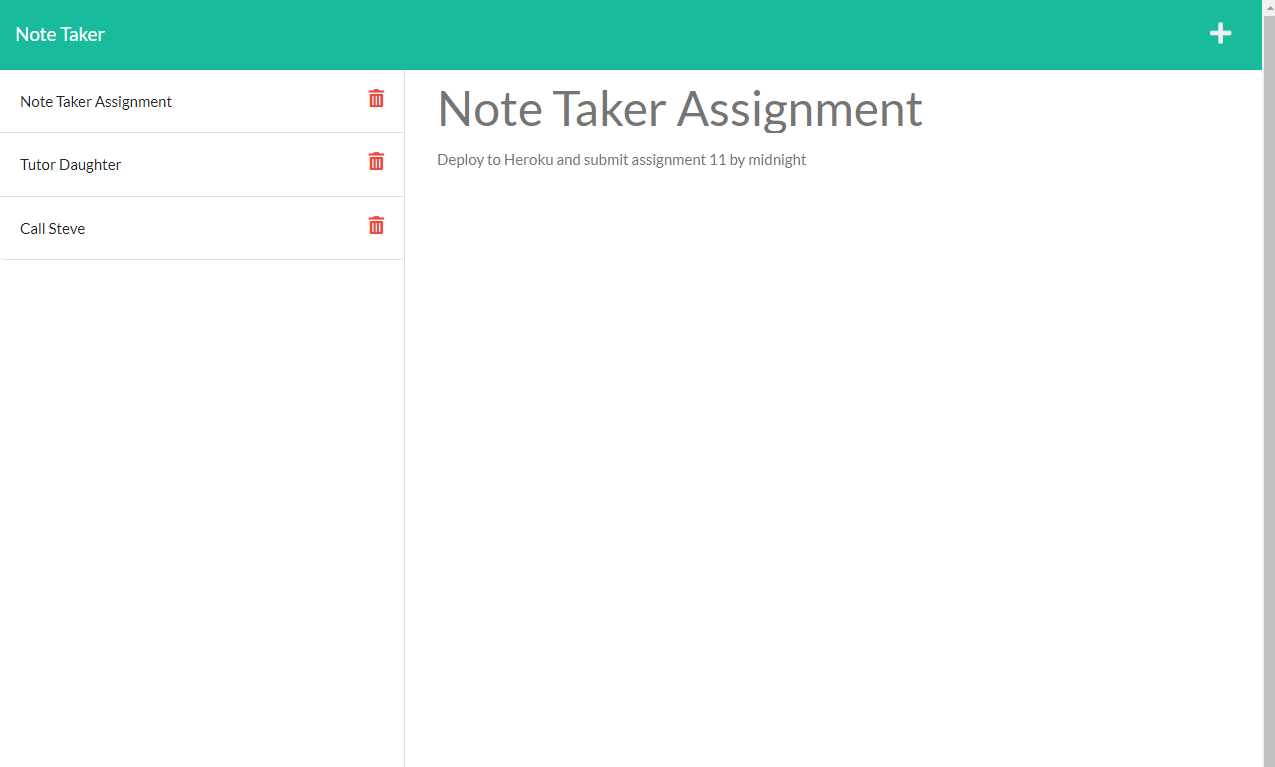 Note Taker
Note Taker Assignment
Tutor Daughter
Call Steve
Note Taker Assignment
Deploy to Heroku and submit assignment 11 by midnight